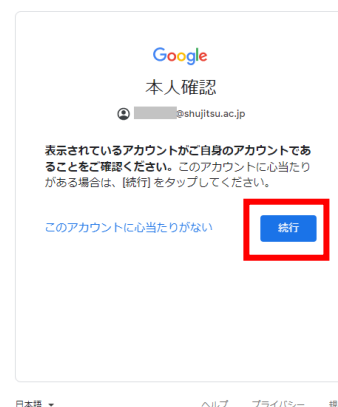 Google
本人確認
@shujitsu.ac.jp
表示されているアカウントがご自身のアカウントであ
ることをご確認ください。このアカウントに心当たり
がある場合は、[続行] をタップしてください。
このアカウントに心当たりがない 続行
日本語 ヘルプ プライバシー